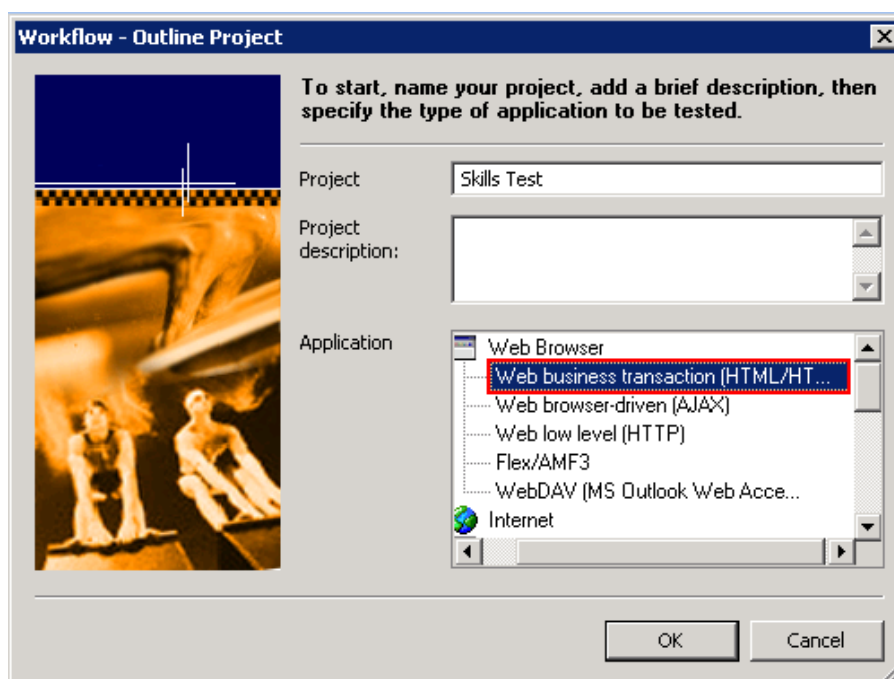 Workflow - Outline Project
To start, name your project, add a brief description, then
specify the type of application to be tested.
Project
Skills Test
Project
description:
Application
Web Browser
Web business transaction (HTML/HT...
Web browser-driven (AJAX)
Web low level (HTTP)
Flex/AMF3
WebDAV (MS Outlook Web Acce...
Internet
OK
Cancel